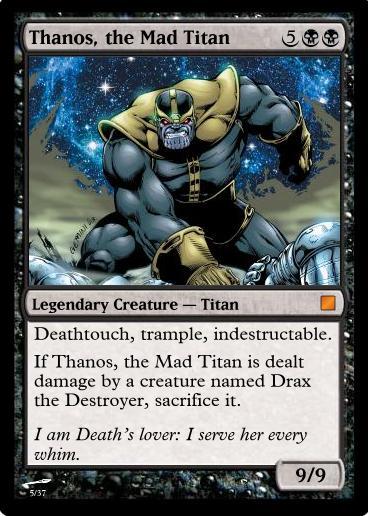 Thanos, the Mad Titan 5
Legendary Creature — Titan
Deathtouch, trample, indestructable.
If Thanos, the Mad Titan is dealt
damage by a creature named Drax
the Destroyer, sacrifice it.
I am Death's lover: I serve her every
whim.
9/9
5/37